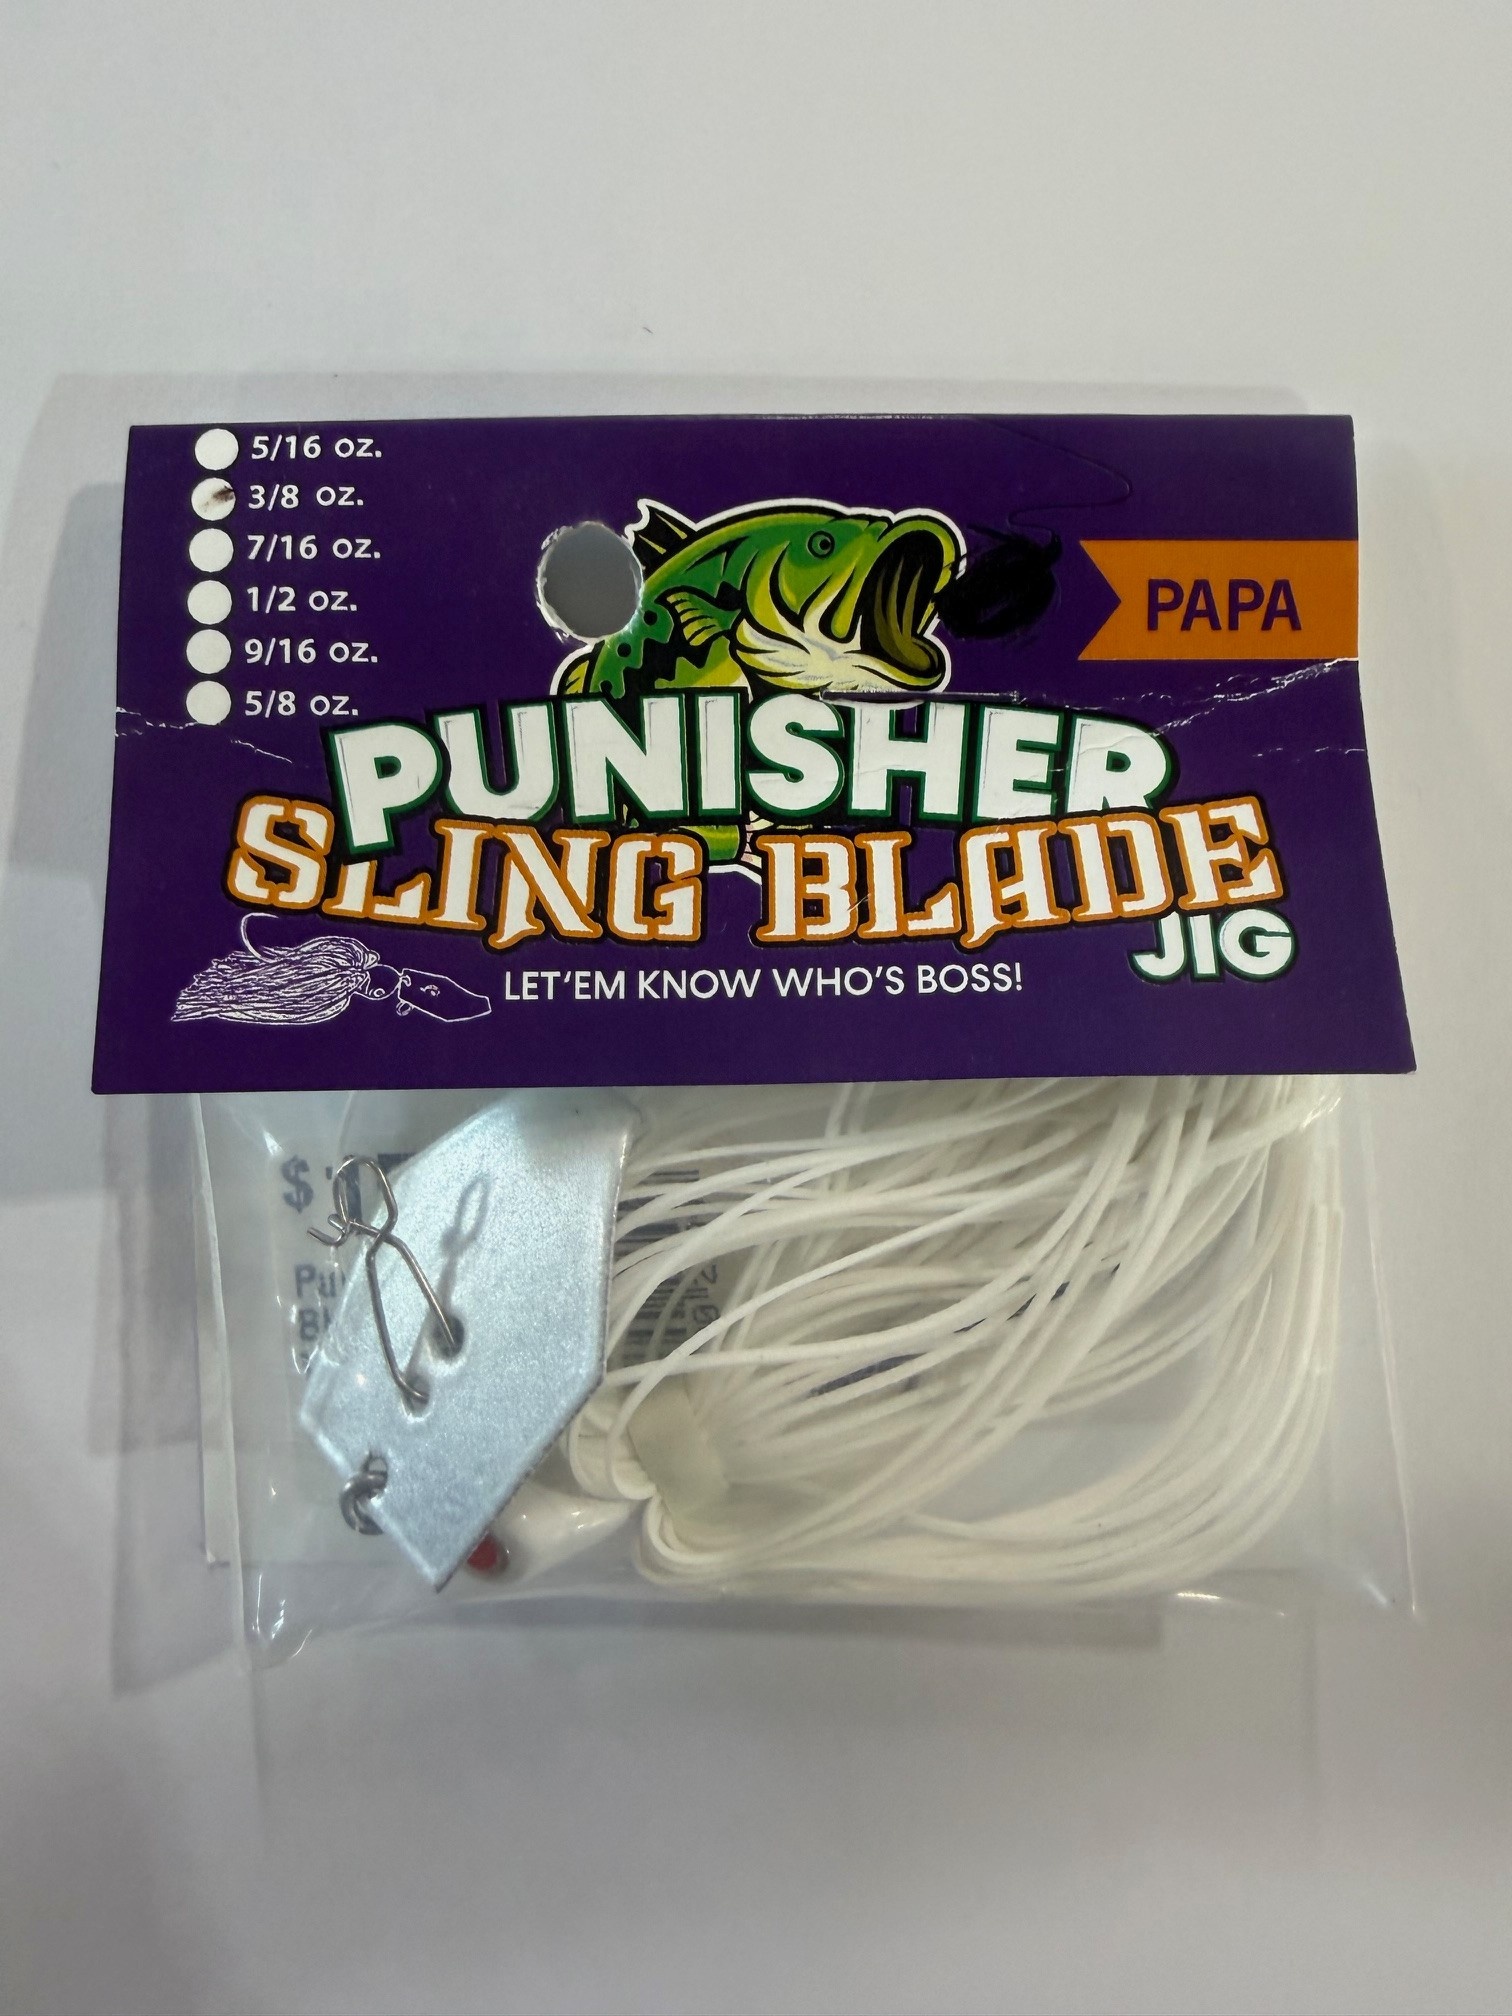 5/16 oz.
3/8 oz.
7/16 oz.
1/2 oz.
9/16 oz.
5/8 oz.
PAPA
PUNISHER
SLING BLADE
JIG
LET'EM KNOW WHO'S BOSS!
$